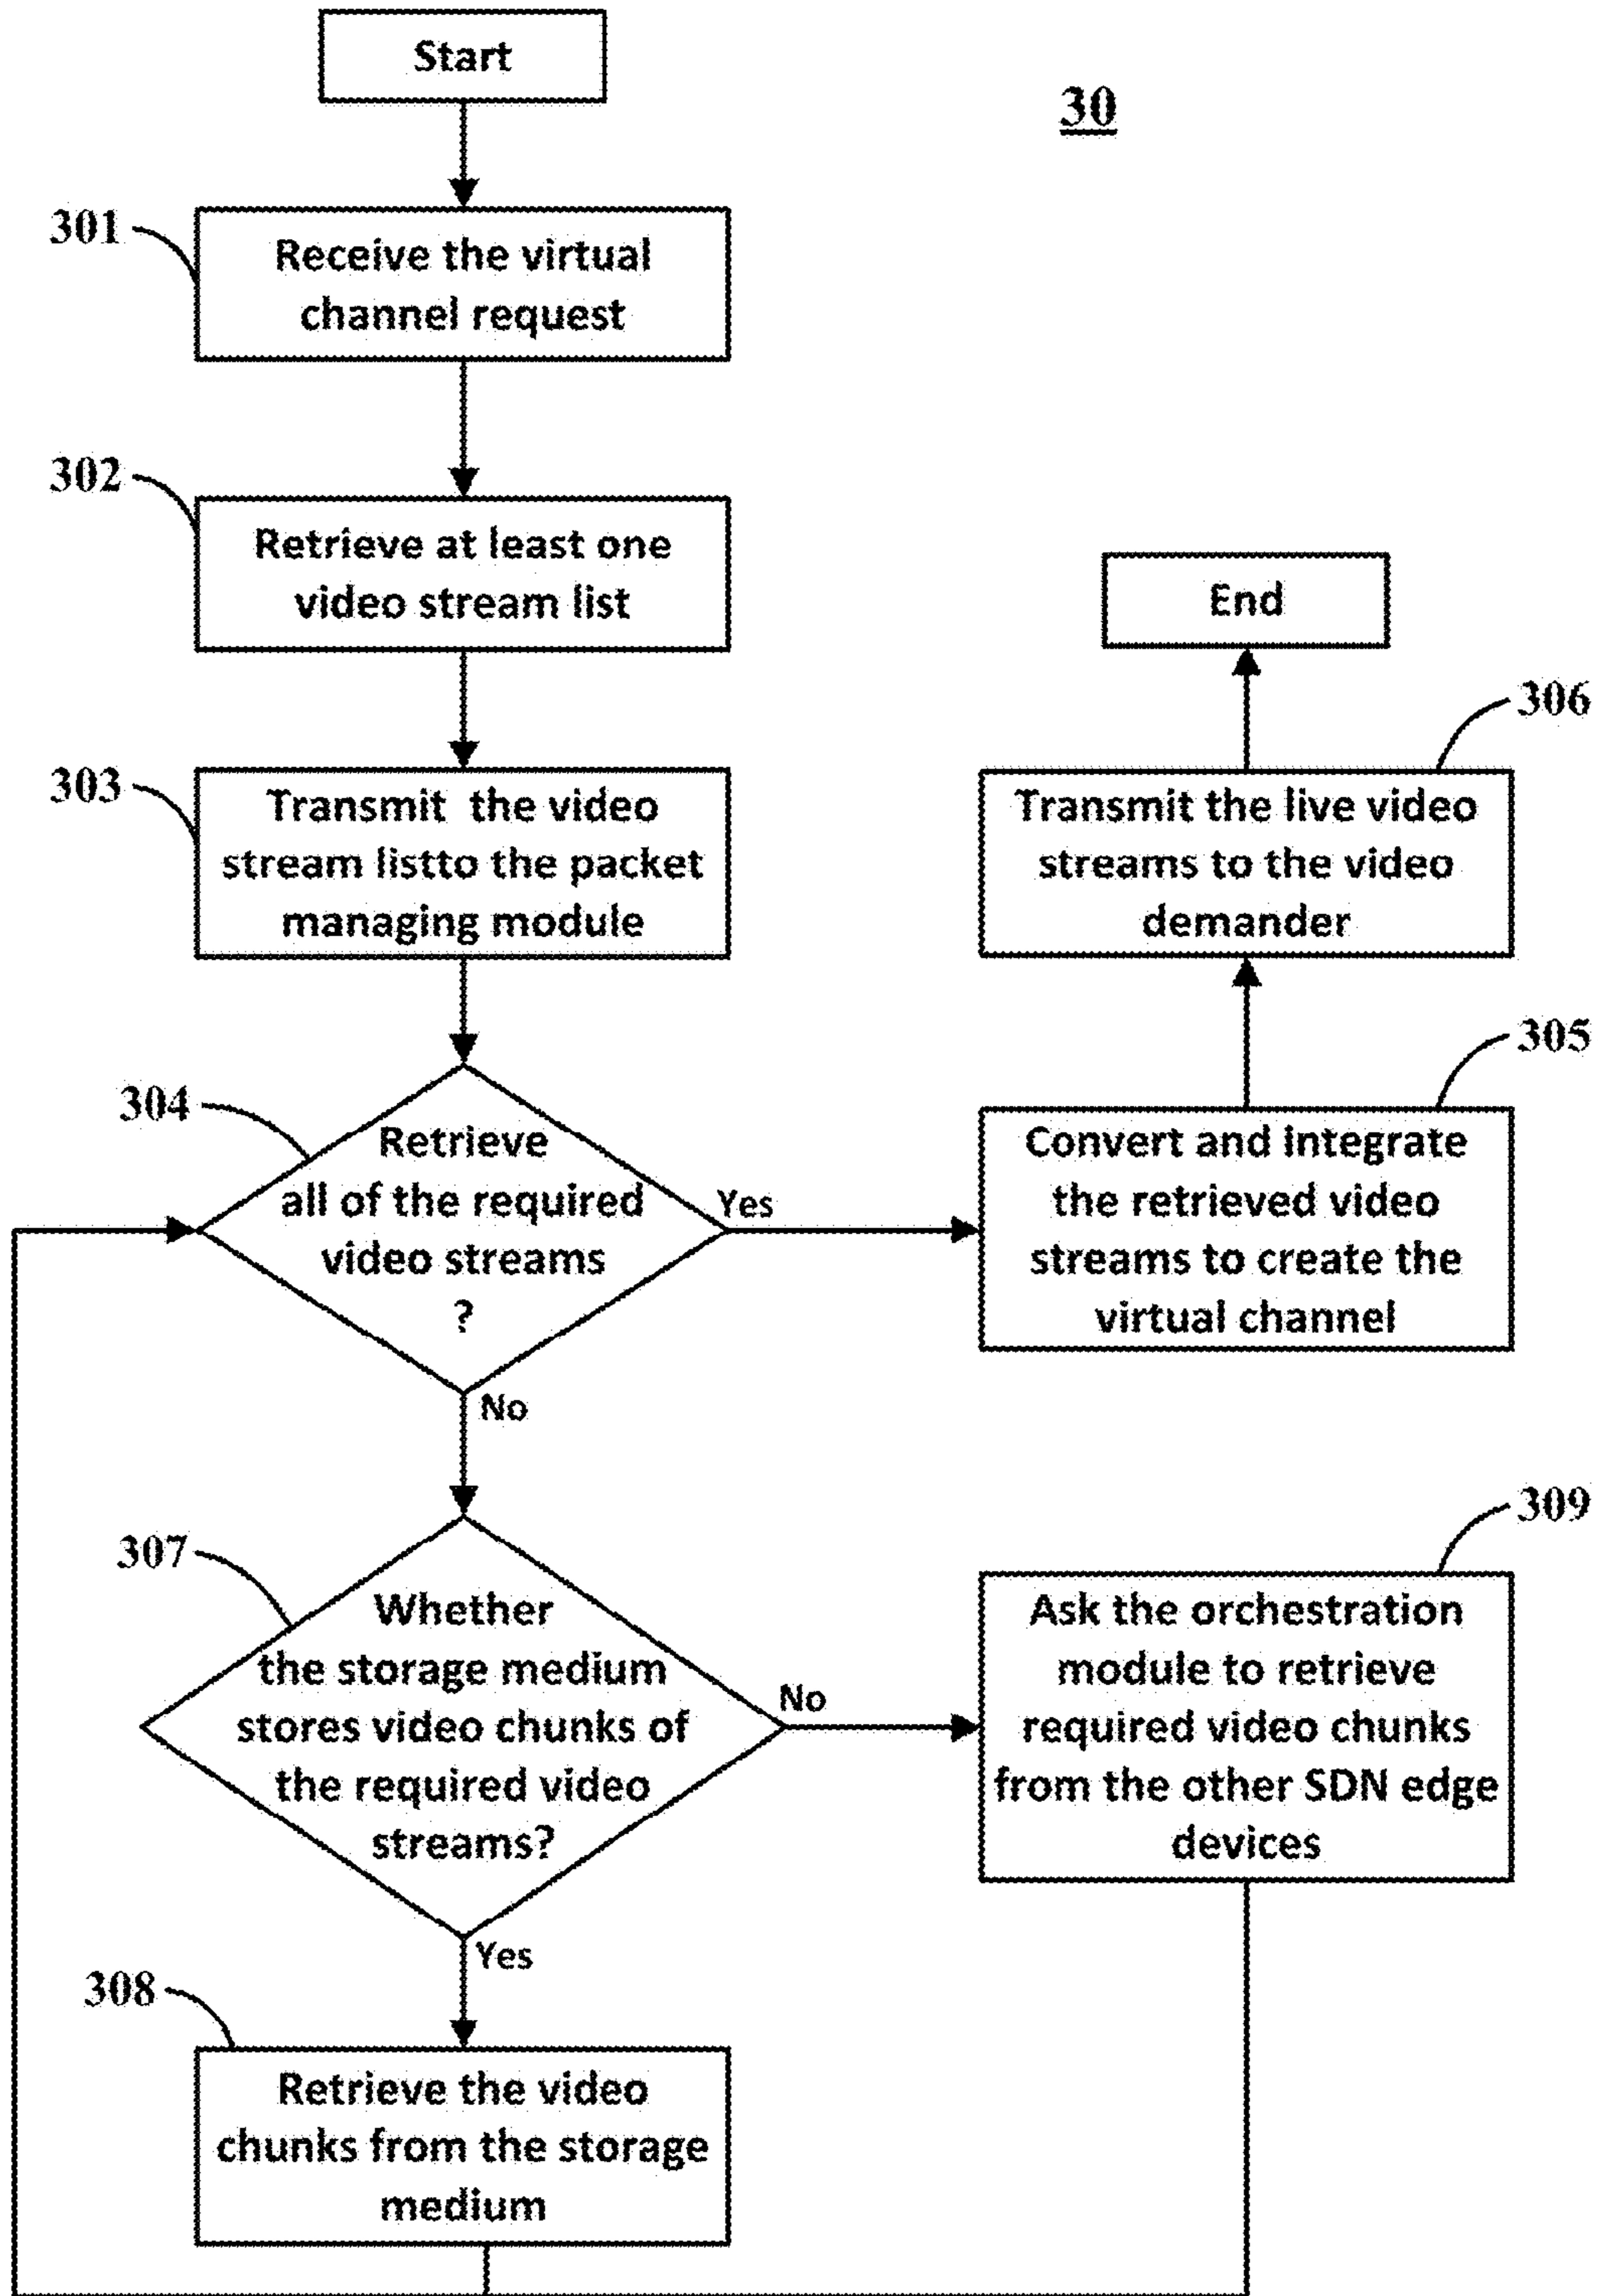 Start
30
301
Receive the virtual
channel request
302
Retrieve at least one
video stream list
303
Transmit the video
stream listto the packet
managing module
304
Retrieve
all of the required
video streams
?
Yes
No
End
306
Transmit the live video
streams to the video
demander
305
Convert and integrate
the retrieved video
streams to create the
virtual channel
307
Whether
the storage medium
stores video chunks of
the required video
streams?
No
Yes
309
Ask the orchestration
module to retrieve
required video chunks
from the other SDN edge
devices
308
Retrieve the video
chunks from the storage
medium